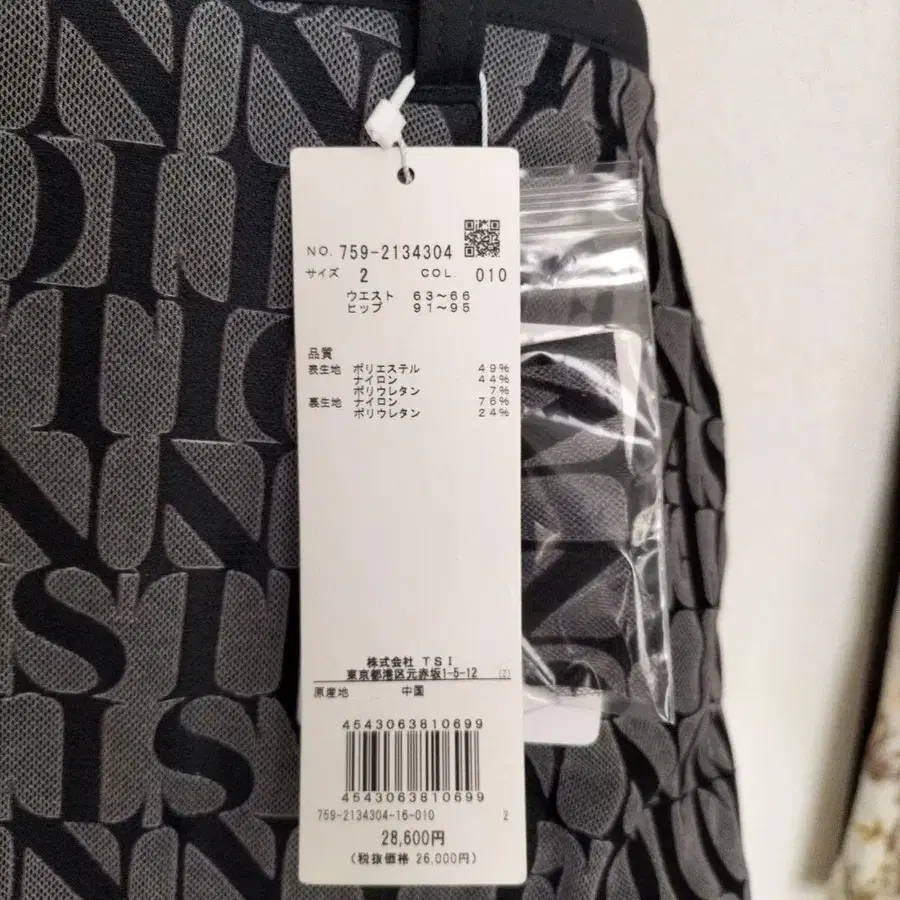 NO. 759-2134304
サイズ 2 COL. 010
ウエスト 63~66
ヒップ 91~95
品質
表生地 ポリエステル 49%
ナイロン 44%
ポリウレタン 7%
裏生地 ナイロン 76%
ポリウレタン 24%
株式会社 TSI
東京都港区元赤坂1-5-12 (2)
原産地 中国
4543063810699
4543063810699
759-2134304-16-010 2
28,600円
(税抜価格 26,000円)